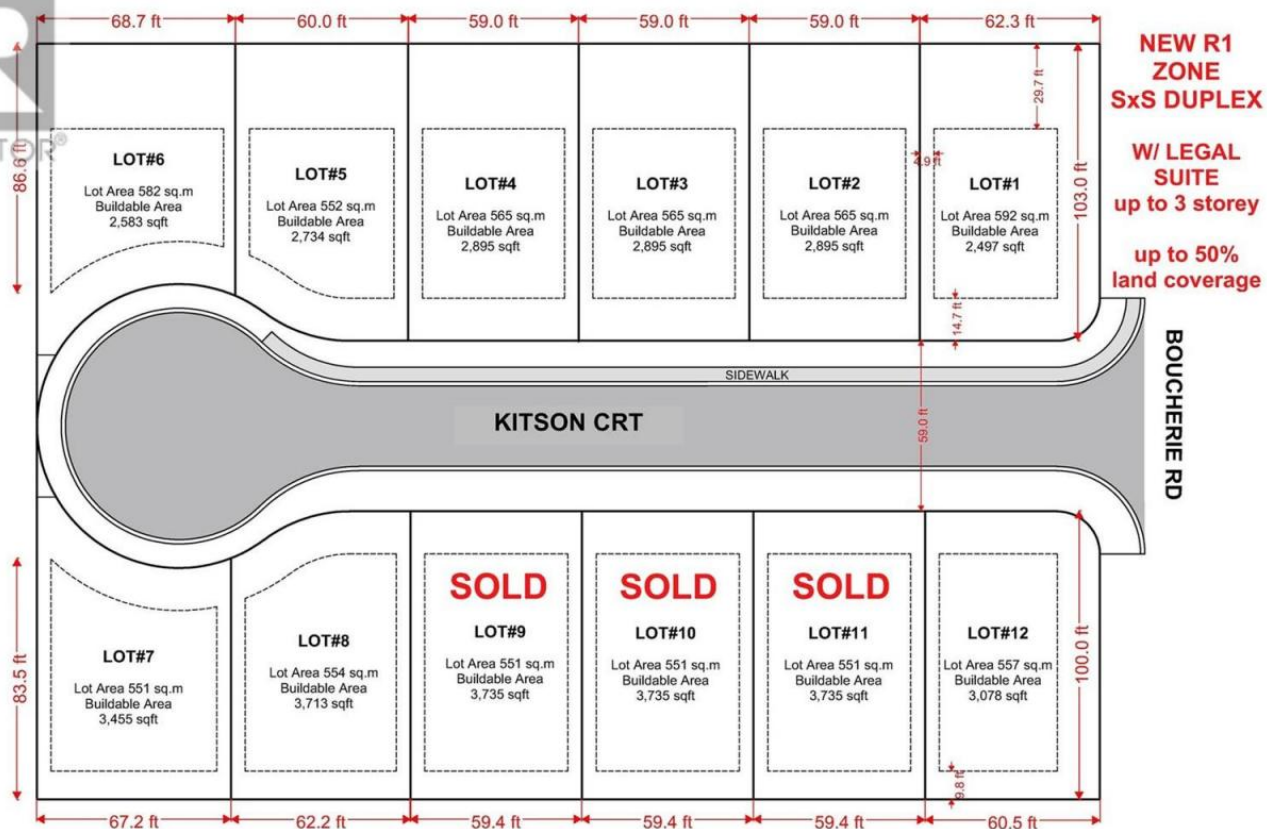 68.7 ft
60.0 ft
59.0 ft
59.0 ft
59.0 ft
62.3 ft
NEW R1
ZONE
SxS DUPLEX
W/ LEGAL
SUITE
up to 3 storey
up to 50%
land coverage
R
TOR®
86.6 ft
29.7 ft
4.9 ft
103.0 ft
LOT#6
Lot Area 582 sq.m
Buildable Area
2,583 sqft
LOT#5
Lot Area 552 sq.m
Buildable Area
2,734 sqft
LOT#4
Lot Area 565 sq.m
Buildable Area
2,895 sqft
LOT#3
Lot Area 565 sq.m
Buildable Area
2,895 sqft
LOT#2
Lot Area 565 sq.m
Buildable Area
2,895 sqft
LOT#1
Lot Area 592 sq.m
Buildable Area
2,497 sqft
14.7 ft
SIDEWALK
KITSON CRT
59.0 ft
BOUCHERIE RD
83.5 ft
LOT#7
Lot Area 551 sq.m
Buildable Area
3,455 sqft
LOT#8
Lot Area 554 sq.m
Buildable Area
3,713 sqft
SOLD
LOT#9
Lot Area 551 sq.m
Buildable Area
3,735 sqft
SOLD
LOT#10
Lot Area 551 sq.m
Buildable Area
3,735 sqft
SOLD
LOT#11
Lot Area 551 sq.m
Buildable Area
3,735 sqft
LOT#12
Lot Area 557 sq.m
Buildable Area
3,078 sqft
100.0 ft
9.8 ft
67.2 ft
62.2 ft
59.4 ft
59.4 ft
59.4 ft
60.5 ft